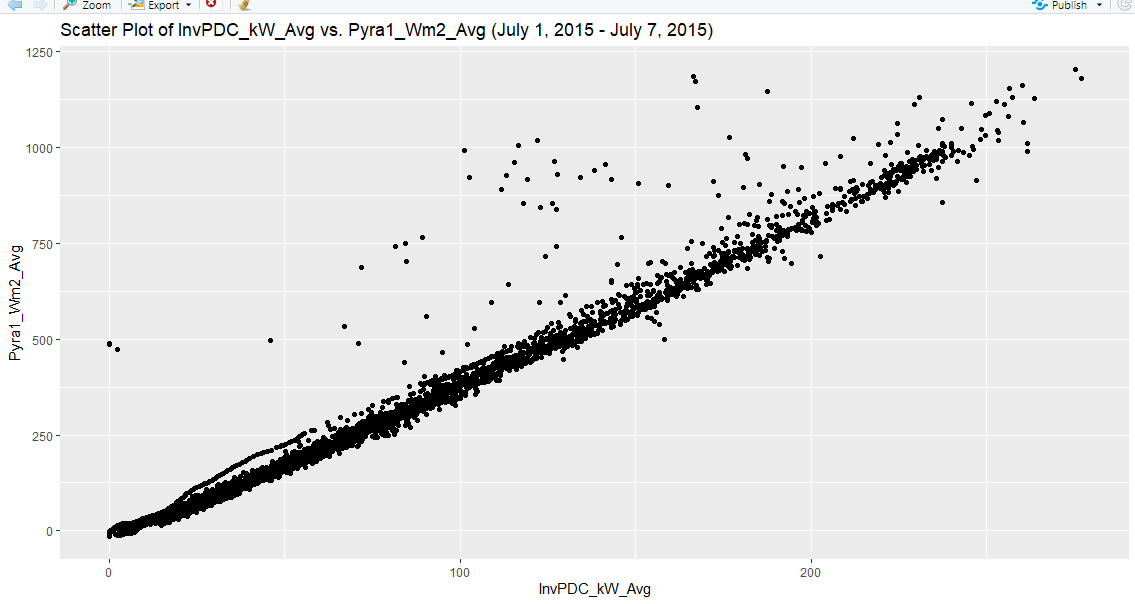 Zoom Export Publish
Scatter Plot of InvPDC_kW_Avg vs. Pyra1_Wm2_Avg (July 1, 2015 - July 7, 2015)
1250
1000
750
500
250
0
Pyra1_Wm2_Avg
0 100 200
InvPDC_kW_Avg